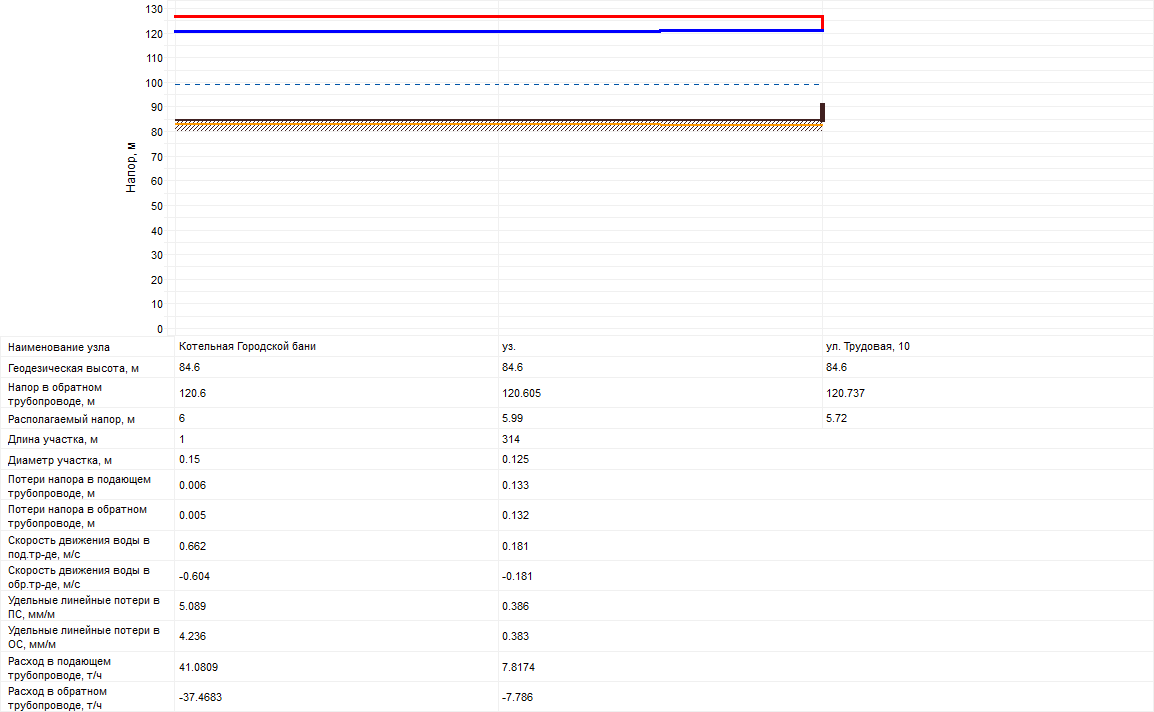 130
120
110
100
90
80
70
60
50
40
30
20
10
0
Напор, м
Наименование узла Котельная Городской бани уз. ул. Трудовая, 10
Геодезическая высота, м 84.6 84.6 84.6
Напор в обратном
трубопроводе, м 120.6 120.605 120.737
Располагаемый напор, м 6 5.99 5.72
Длина участка, м 1 314
Диаметр участка, м 0.15 0.125
Потери напора в подающем
трубопроводе, м 0.006 0.133
Потери напора в обратном
трубопроводе, м 0.005 0.132
Скорость движения воды в
под.тр-де, м/с 0.662 0.181
Скорость движения воды в
обр.тр-де, м/с -0.604 -0.181
Удельные линейные потери в
ПС, мм/м 5.089 0.386
Удельные линейные потери в
ОС, мм/м 4.236 0.383
Расход в подающем
трубопроводе, т/ч 41.0809 7.8174
Расход в обратном
трубопроводе, т/ч -37.4683 -7.786